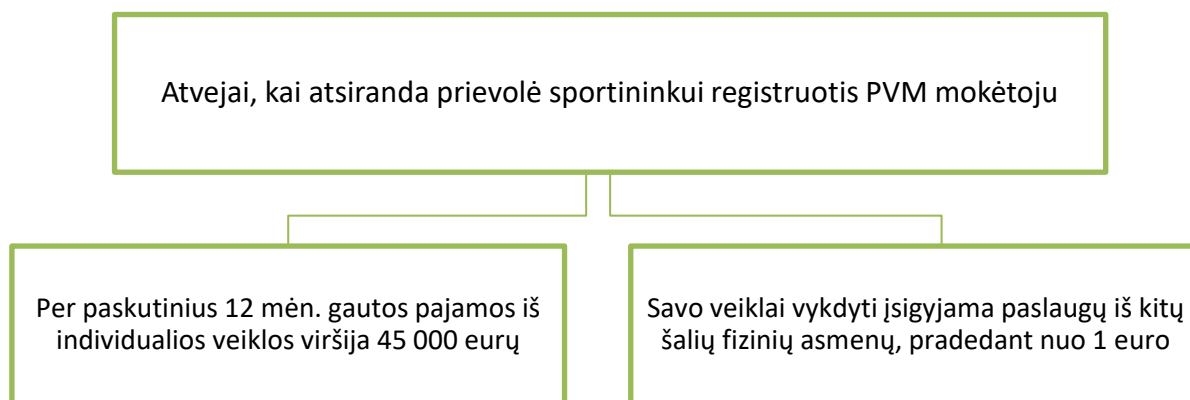 Atvejai, kai atsiranda prievolė sportininkui registruotis PVM mokėtoju
Per paskutinius 12 mėn. gautos pajamos iš
individualios veiklos viršija 45 000 eurų
Savo veiklai vykdyti įsigyjama paslaugų iš kitų
šalių fizinių asmenų, pradedant nuo 1 euro